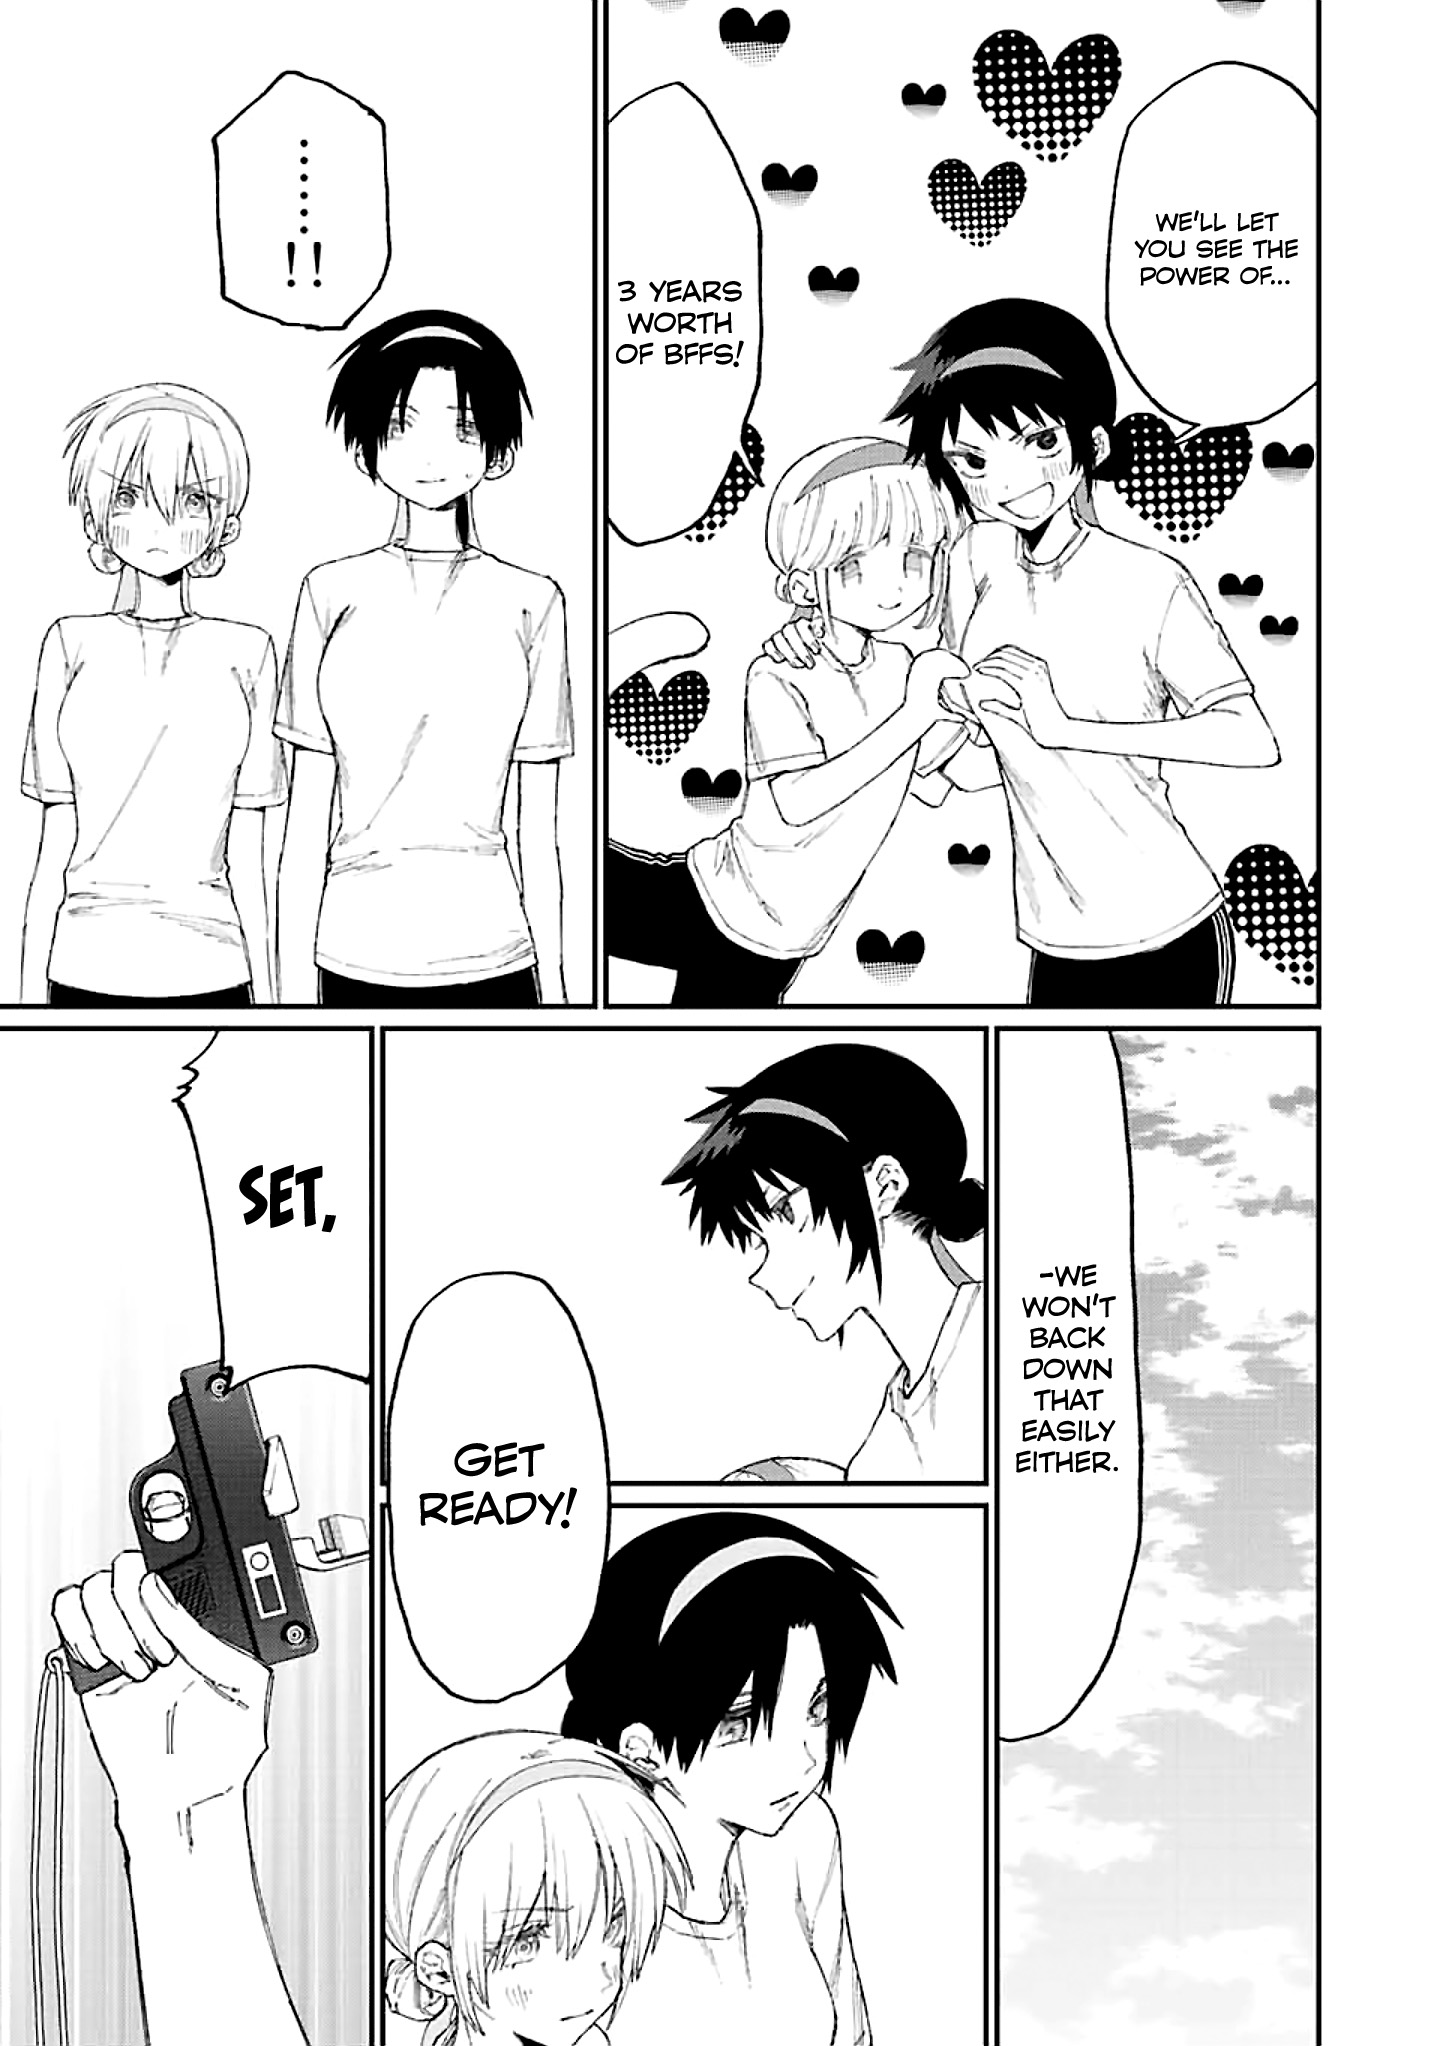 WE'LL LET
YOU SEE THE
POWER OF...
3 YEARS
WORTH
OF BFFS!
.........!!
-WE
WON'T
BACK
DOWN
THAT
EASILY
EITHER.
GET
READY!
SET,